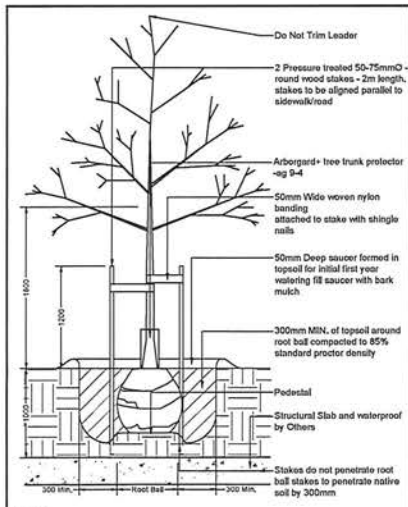 Do Not Trim Leader
2 Pressure treated 50-75mmO -
round wood stakes - 2m length.
stakes to be aligned parallel to
sidewalk/road
Arborgard+ tree trunk protector
-ag 9-4
50mm Wide woven nylon
banding
attached to stake with shingle
nails
50mm Deep saucer formed in
topsoil for initial first year
watering fill saucer with bark
mulch
300mm MIN. of topsoil around
root ball compacted to 85%
standard proctor density
Pedestal
Structural Slab and waterproof
by Others
Stakes do not penetrate root
ball stakes to penetrate native
soil by 300mm
1800
1200
1000
300 Min.
Root Ball
300 Min.